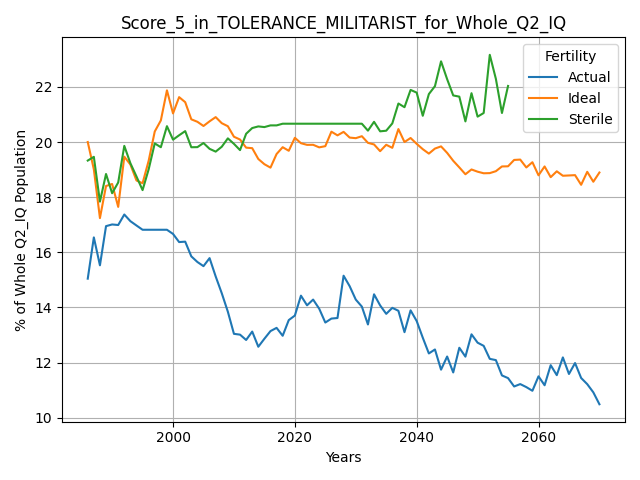 Score_5_in_TOLERANCE_MILITARIST_for_Whole_Q2_IQ
Fertility
Actual
Ideal
Sterile
% of Whole Q2_IQ Population
22
20
18
16
14
12
10
2000 2020 2040 2060
Years